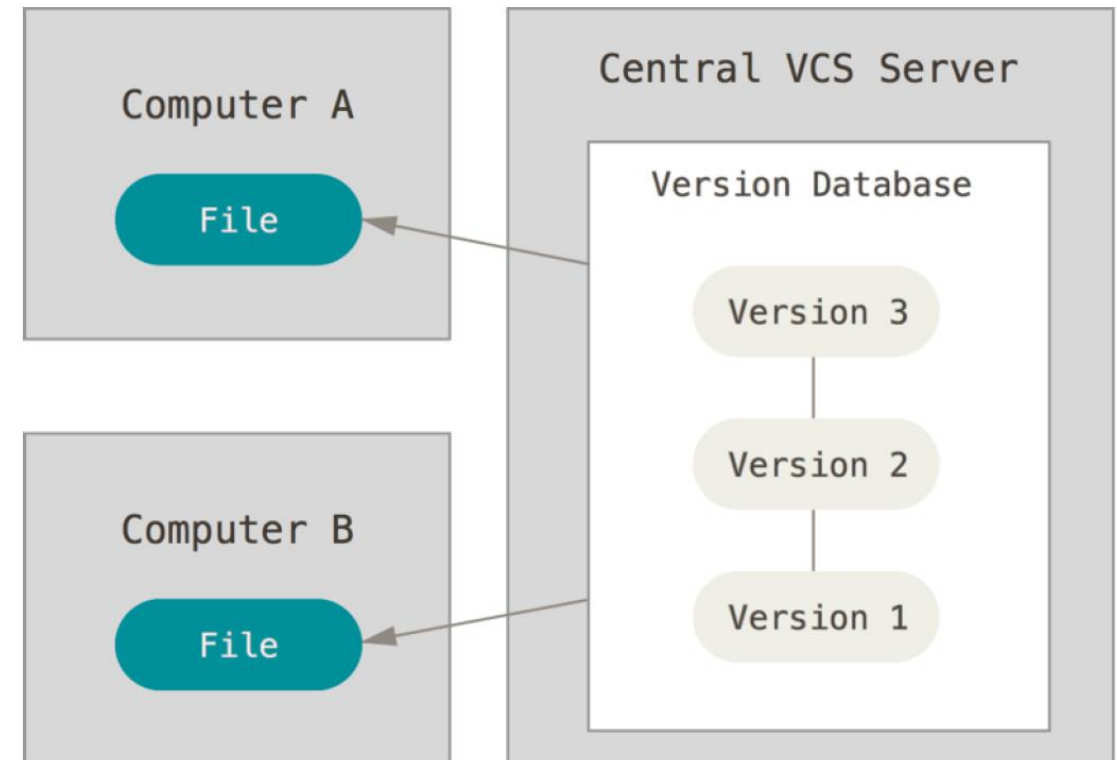 Computer A
File
Computer B
File
Central VCS Server
Version Database
Version 3
Version 2
Version 1